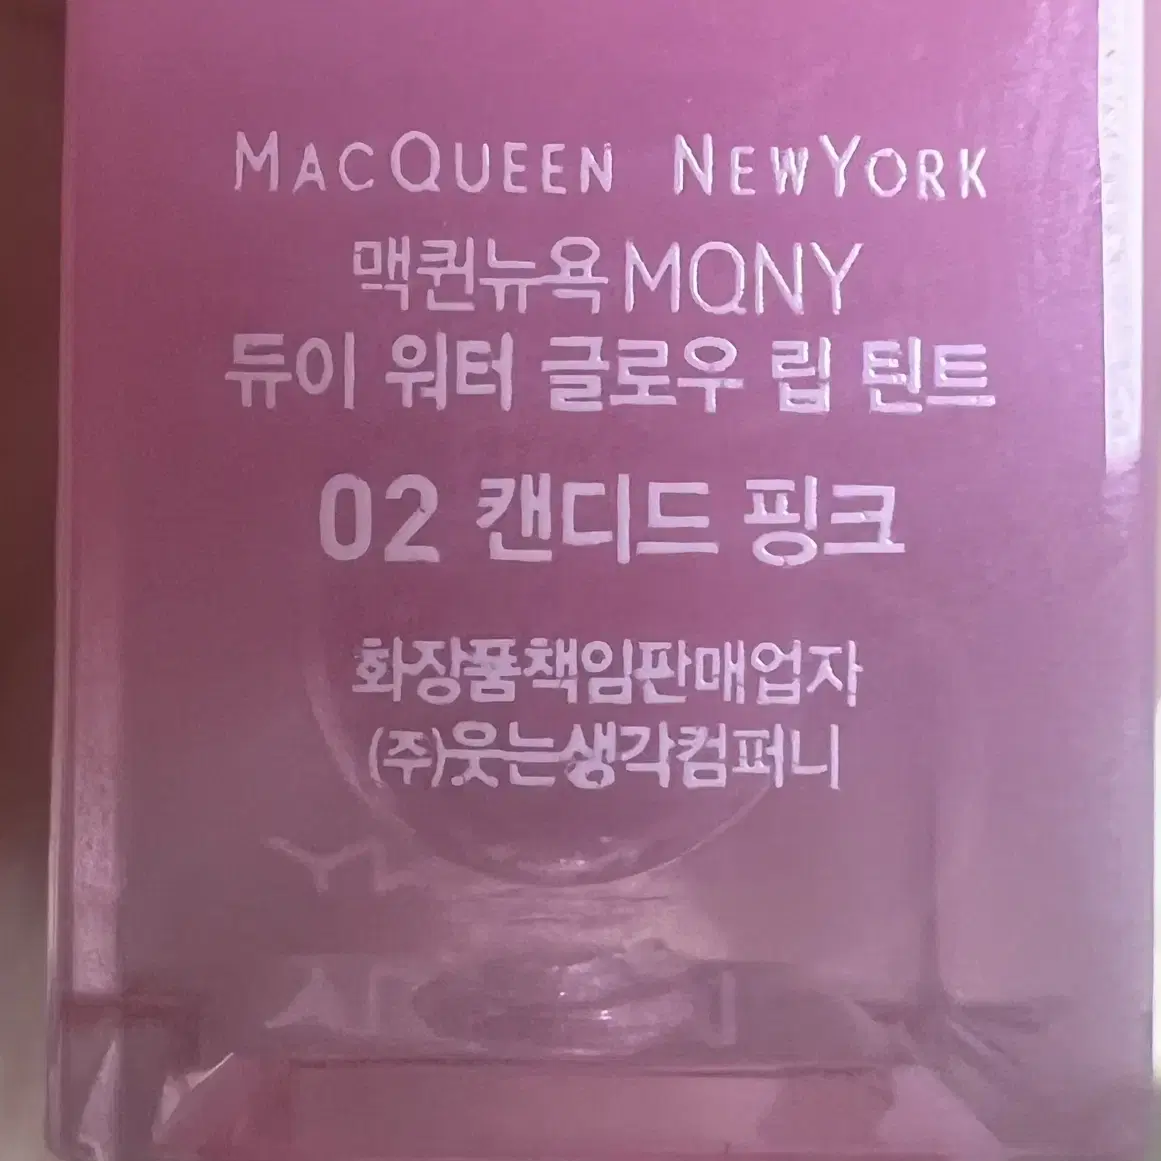 MACQUEEN NEWYORK
맥퀸뉴욕MQNY
듀이 워터 글로우 립 틴트
02 캔디드 핑크
화장품책임판매업자
(주)웃는생각컴퍼니